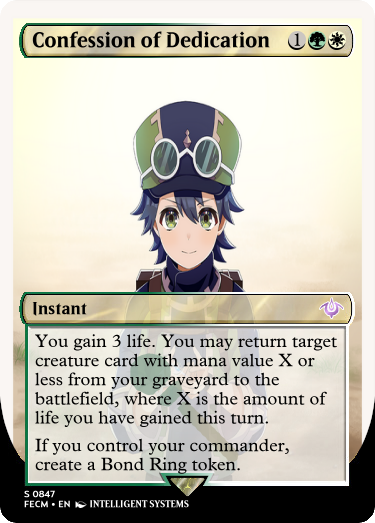 Confession of Dedication 1
Instant
You gain 3 life. You may return target
creature card with mana value X or
less from your graveyard to the
battlefield, where X is the amount of
life you have gained this turn.
If you control your commander,
create a Bond Ring token.
S 0847
FECM • EN INTELLIGENT SYSTEMS